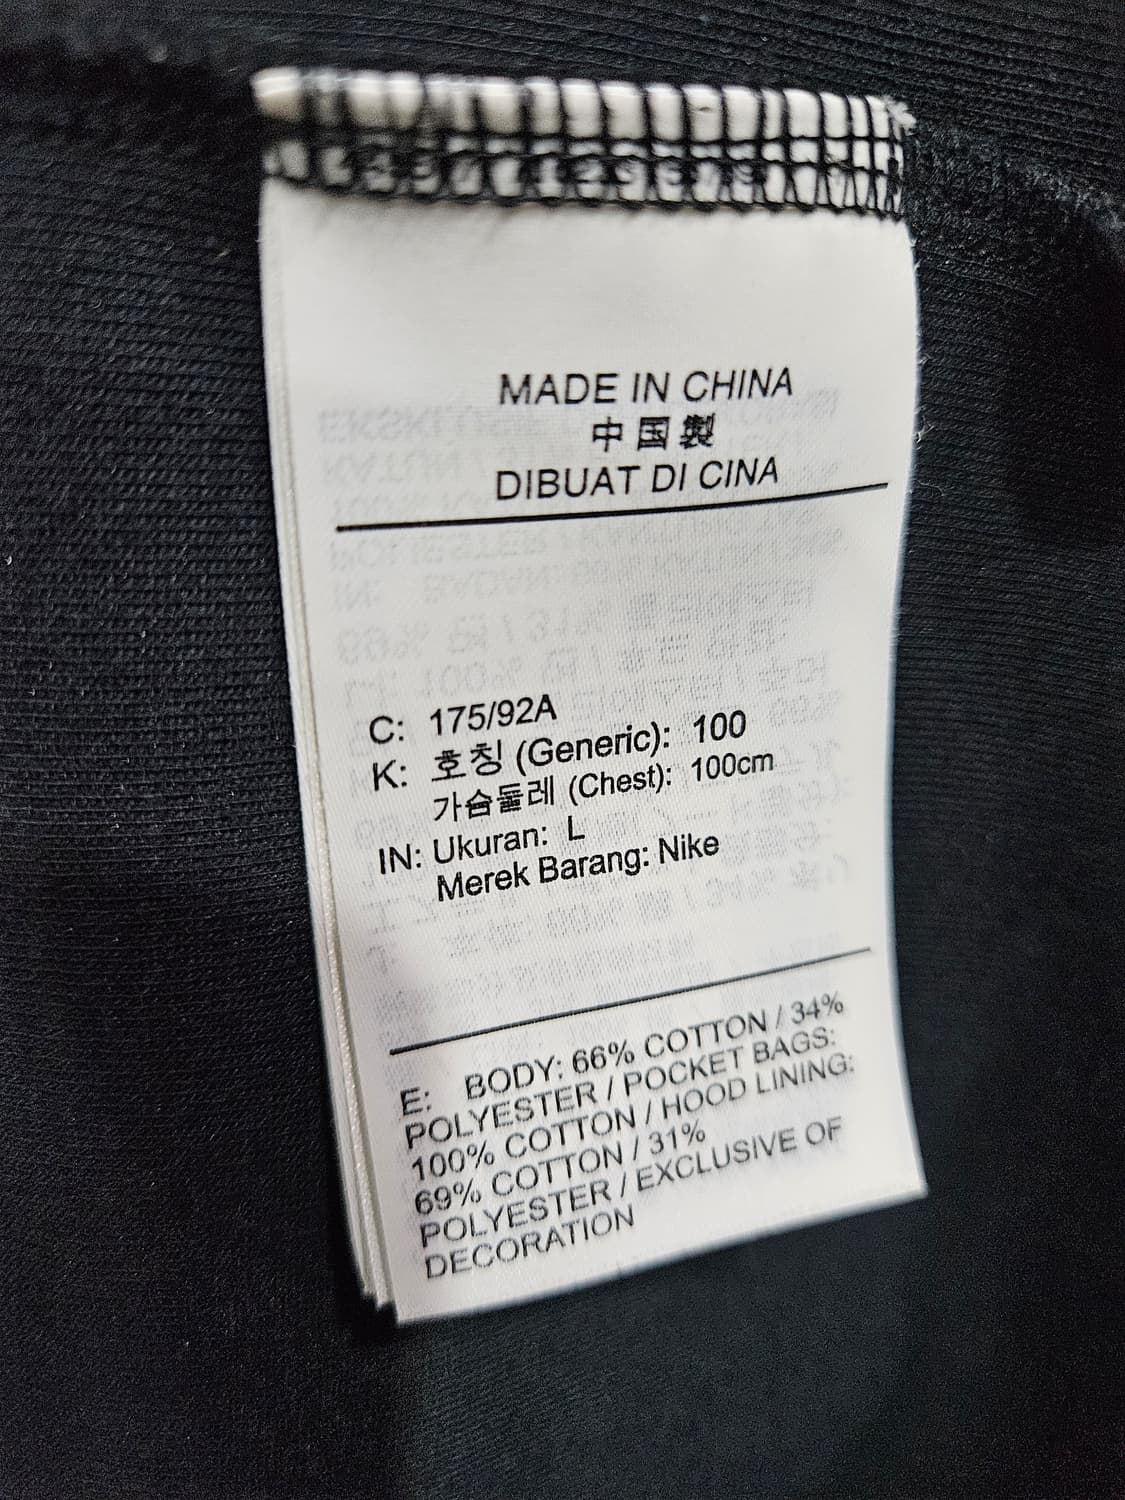 MADE IN CHINA
中国製
DIBUAT DI CINA
C: 175/92A
K: 호칭 (Generic): 100
가슴둘레 (Chest): 100cm
IN: Ukuran: L
Merek Barang: Nike
E: BODY: 66% COTTON / 34%
POLYESTER / POCKET BAGS:
100% COTTON / HOOD LINING:
69% COTTON / 31%
POLYESTER / EXCLUSIVE OF
DECORATION